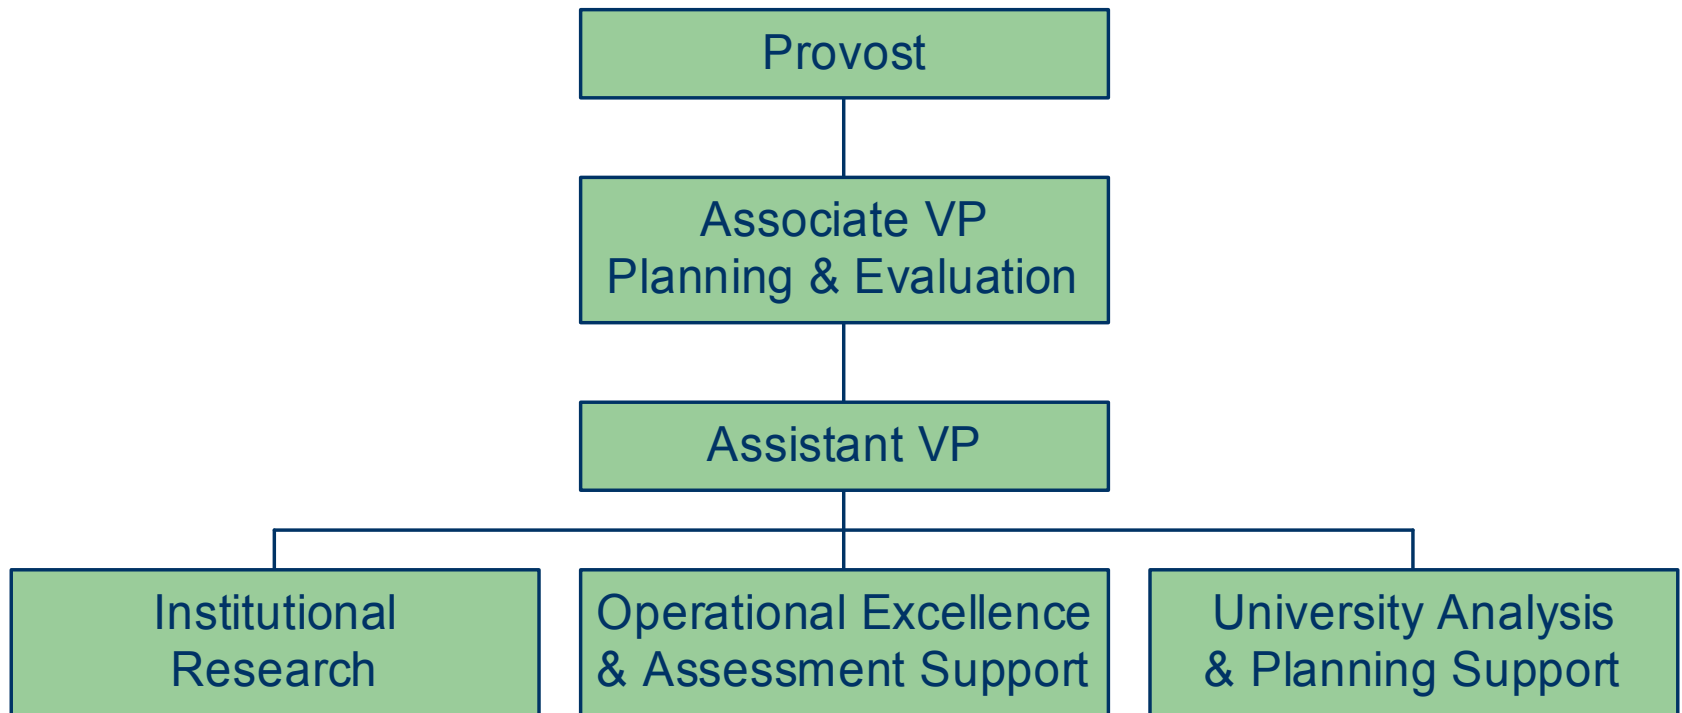 Provost
Associate VP
Planning & Evaluation
Assistant VP
Institutional
Research
Operational Excellence
& Assessment Support
University Analysis
& Planning Support